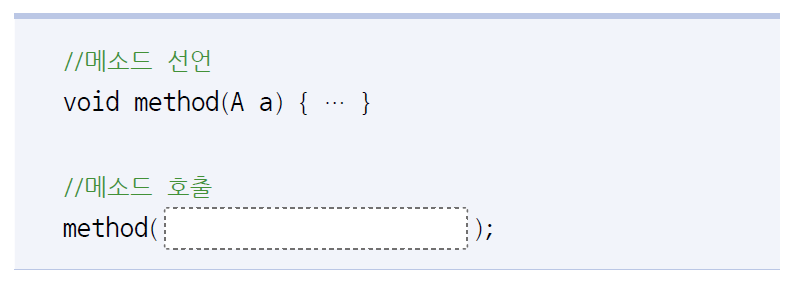 //메소드 선언
void method(A a) { ··· }
//메소드 호출
method( );